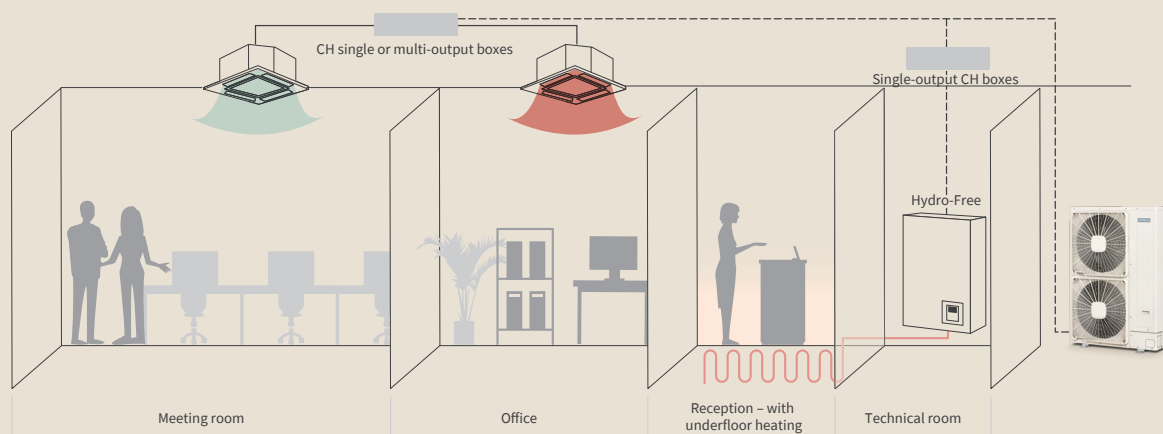 CH single or multi-output boxes
Single-output CH boxes
Hydro-Free
Meeting room
Office
Reception – with
underfloor heating
Technical room